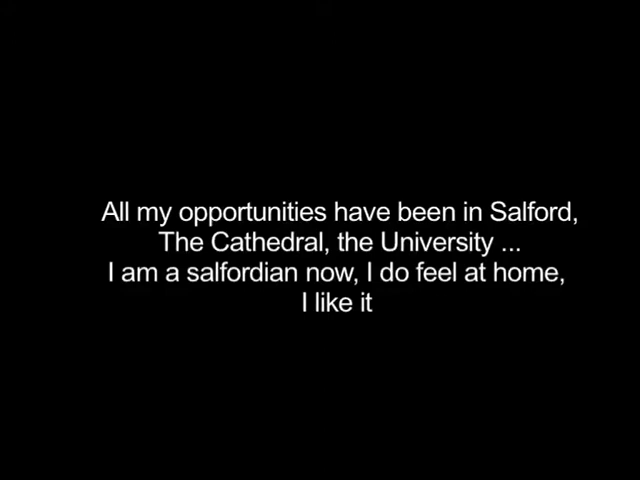 All my opportunities have been in Salford,
The Cathedral, the University ...
I am a salfordian now, I do feel at home,
I like it